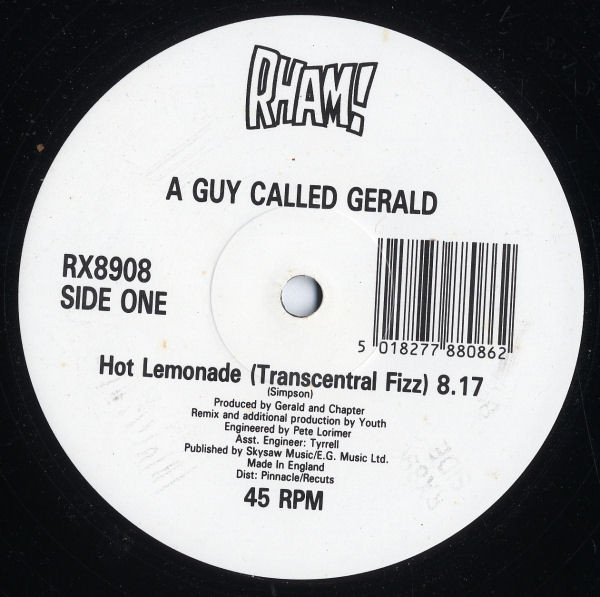 RHAM!
A GUY CALLED GERALD
RX8908
SIDE ONE
5 018277 880862
Hot Lemonade (Transcentral Fizz) 8.17
(Simpson)
Produced by Gerald and Chapter
Remix and additional production by Youth
Engineered by Pete Lorimer
Asst. Engineer: Tyrrell
Published by Skysaw Music/E.G. Music Ltd.
Made In England
Dist: Pinnacle/Recuts
45 RPM